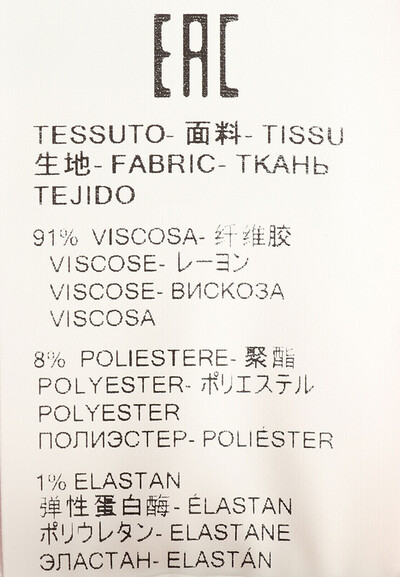 EAC
TESSUTO- 面料- TISSU
生地- FABRIC- ТКАНЬ
TEJIDO
91% VISCOSA- 纤维胶
VISCOSE- レーヨン
VISCOSE- ВИСКОЗА
VISCOSA
8% POLIESTERE- 聚酯
POLYESTER- ポリエステル
POLYESTER
ПОЛИЭСТЕР- POLIÉSTER
1% ELASTAN
弹性蛋白酶- ÉLASTAN
ポリウレタン- ELASTANE
ЭЛАСТАН- ELASTÁN